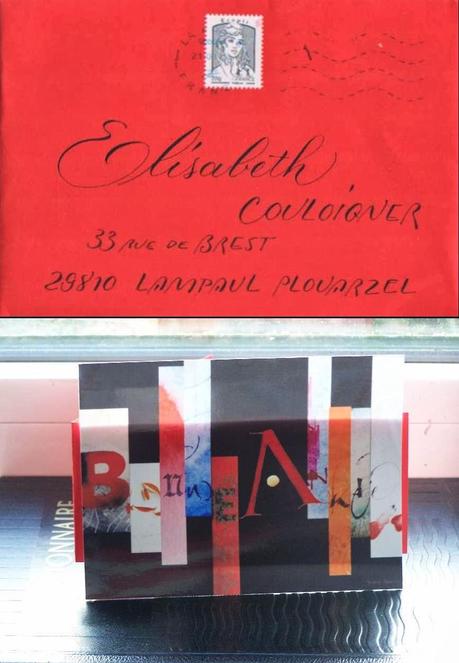 Elisabeth
COULOIGNER
33 RUE DE BREST
29810 LAMPAUL PLOUARZEL
BonnE AnnéE
ONNAIRE